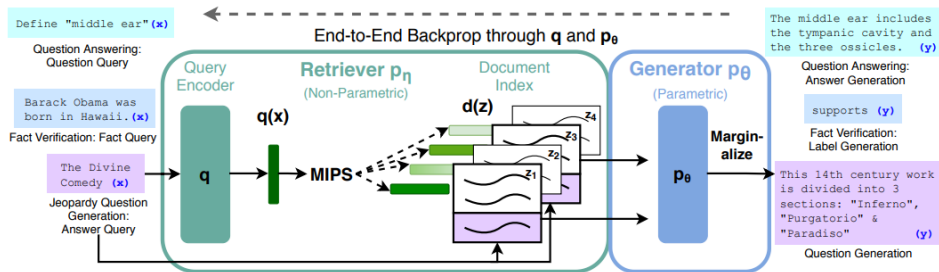 Define "middle ear" (x)
Question Answering:
Question Query
Barack Obama was
born in Hawaii. (x)
Fact Verification: Fact Query
The Divine
Comedy (x)
Jeopardy Question
Generation:
Answer Query
End-to-End Backprop through q and pθ
Query
Encoder
q
q(x)
Retriever pη
(Non-Parametric)
MIPS
Document
Index
d(z)
z4
z3
z2
z1
Generator pθ
(Parametric)
pθ
Margin-
alize
The middle ear includes
the tympanic cavity and
the three ossicles. (y)
Question Answering:
Answer Generation
supports (y)
Fact Verification:
Label Generation
This 14th century work
is divided into 3
sections: "Inferno",
"Purgatorio" &
"Paradiso" (y)
Question Generation